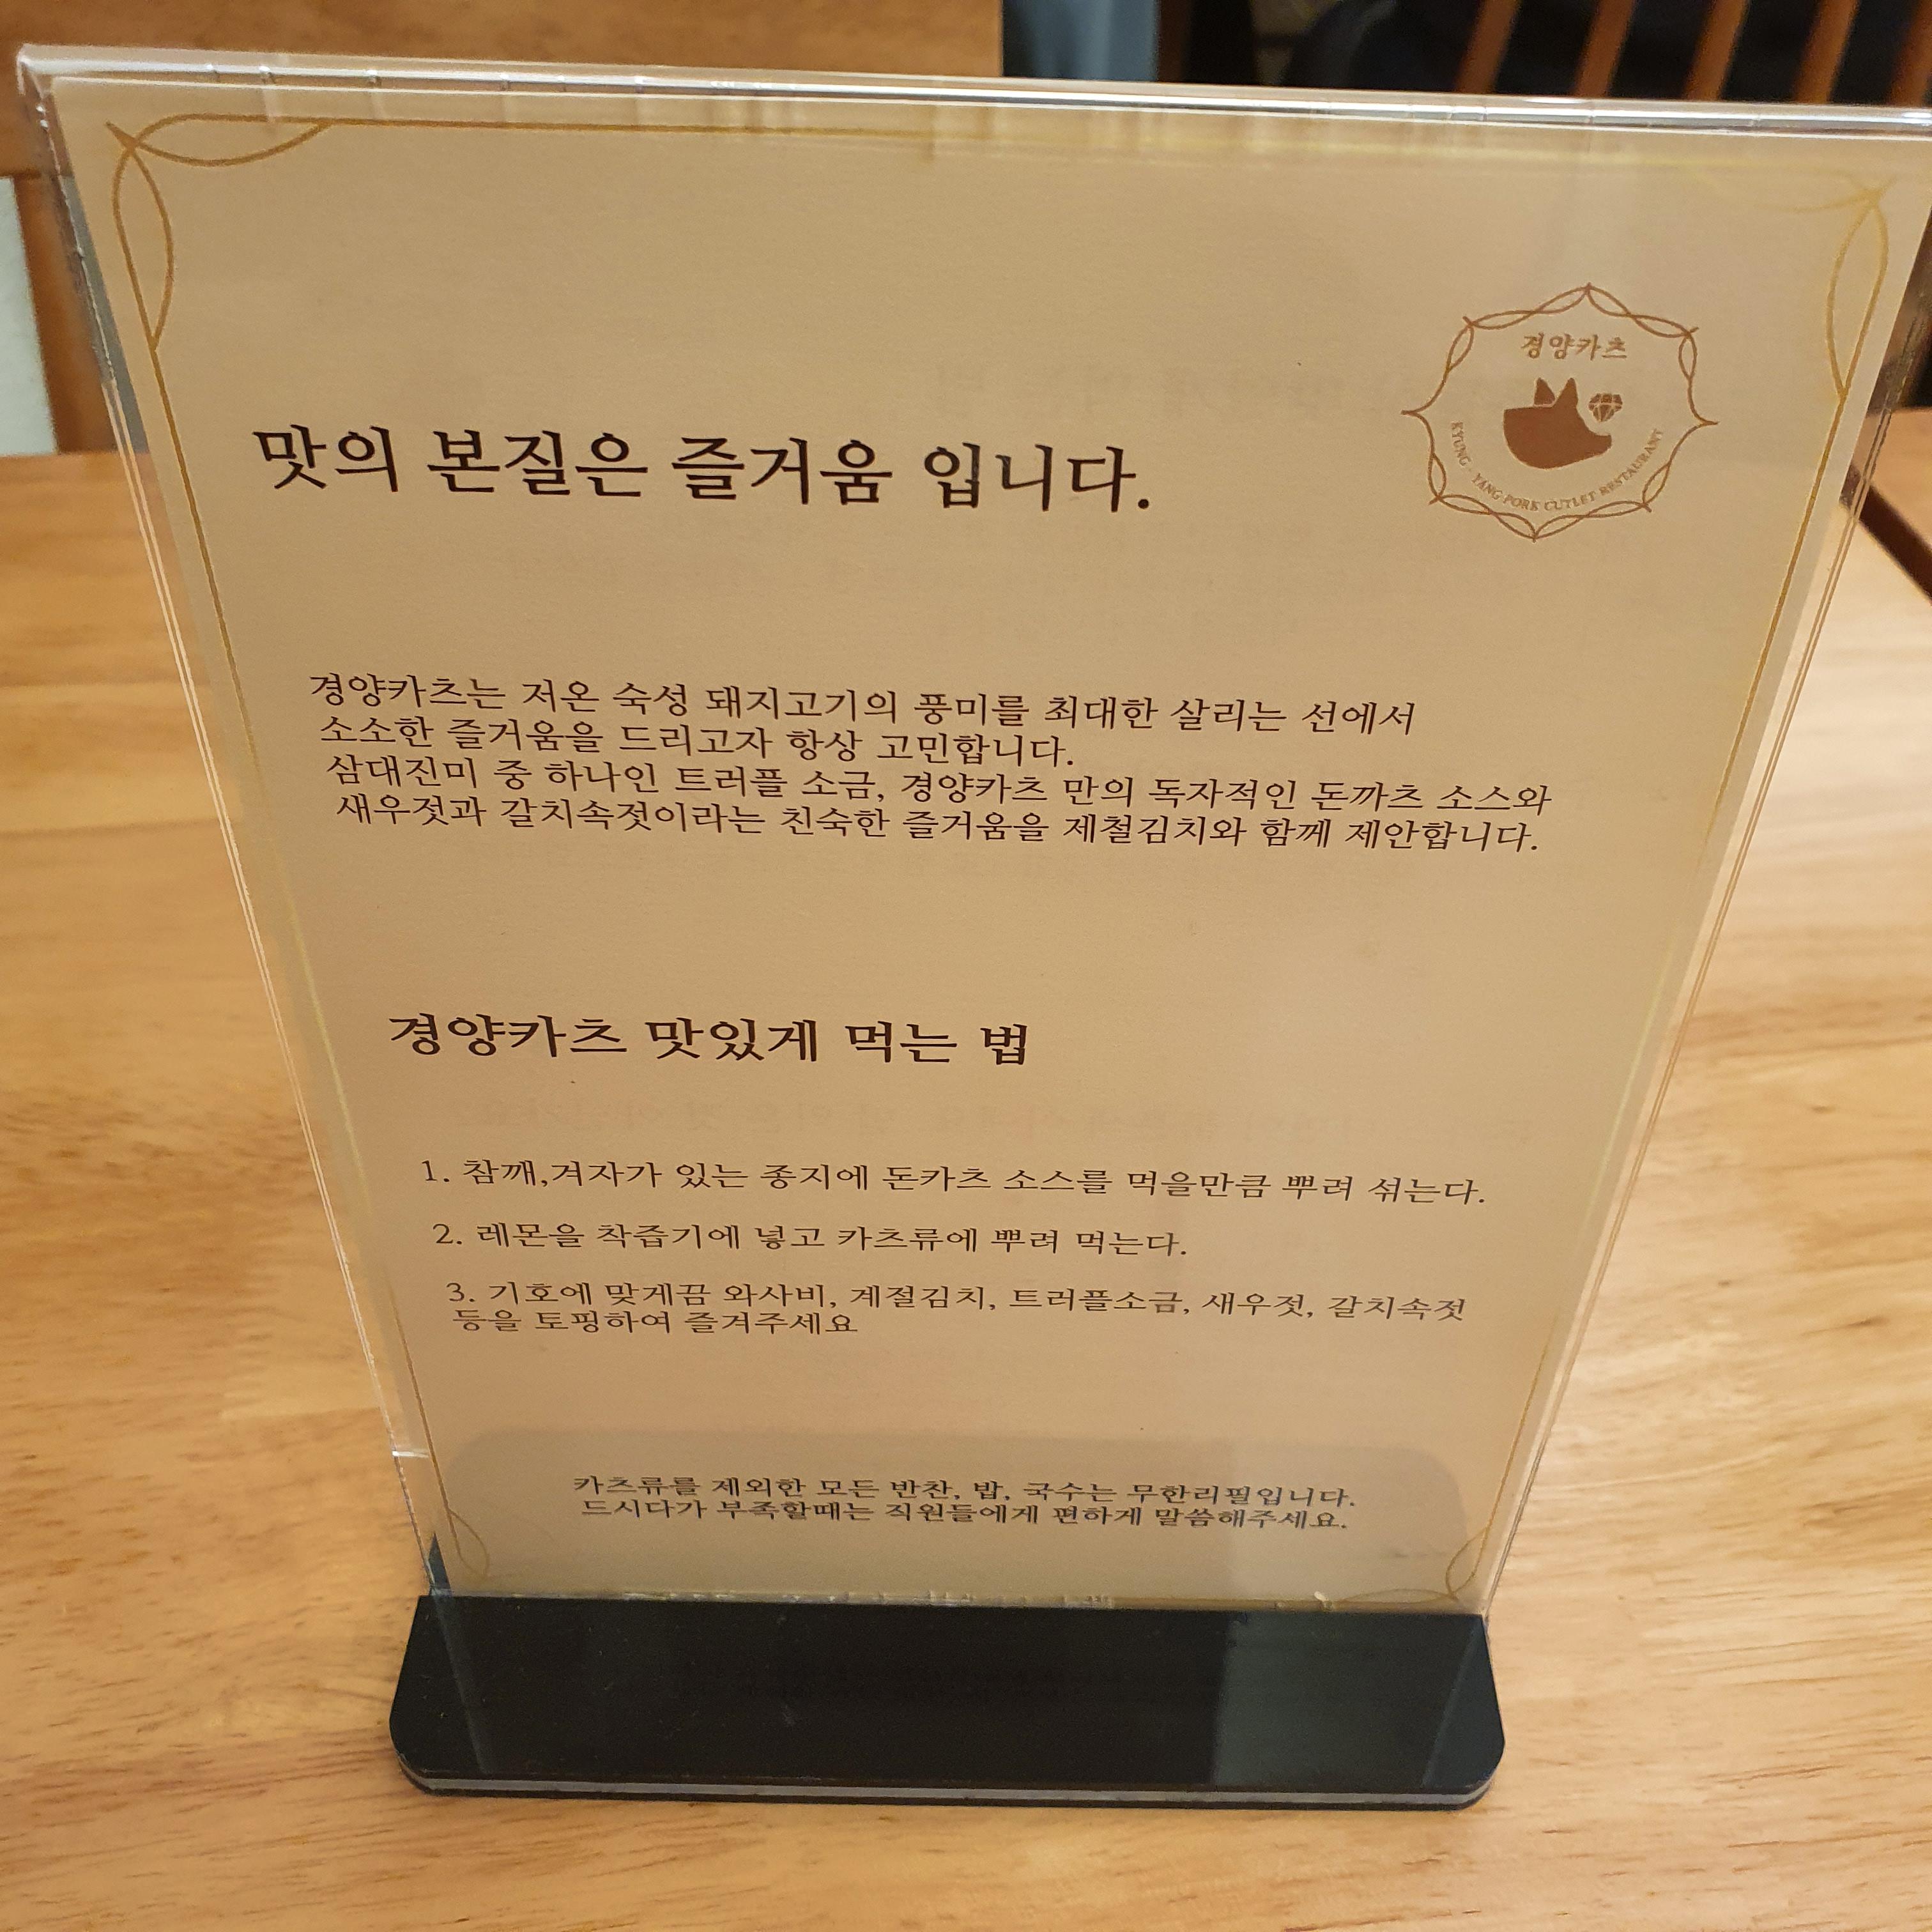 경양카츠
KYUNG - YANG PORK CUTLET RESTAURANT
맛의 본질은 즐거움 입니다.
경양카츠는 저온 숙성 돼지고기의 풍미를 최대한 살리는 선에서
소소한 즐거움을 드리고자 항상 고민합니다.
삼대진미 중 하나인 트러플 소금, 경양카츠 만의 독자적인 돈까츠 소스와
새우젓과 갈치속젓이라는 친숙한 즐거움을 제철김치와 함께 제안합니다.
경양카츠 맛있게 먹는 법
1. 참깨,겨자가 있는 종지에 돈카츠 소스를 먹을만큼 뿌려 섞는다.
2. 레몬을 착즙기에 넣고 카츠류에 뿌려 먹는다.
3. 기호에 맞게끔 와사비, 계절김치, 트러플소금, 새우젓, 갈치속젓
등을 토핑하여 즐겨주세요
카츠류를 제외한 모든 반찬, 밥, 국수는 무한리필입니다.
드시다가 부족할때는 직원들에게 편하게 말씀해주세요.